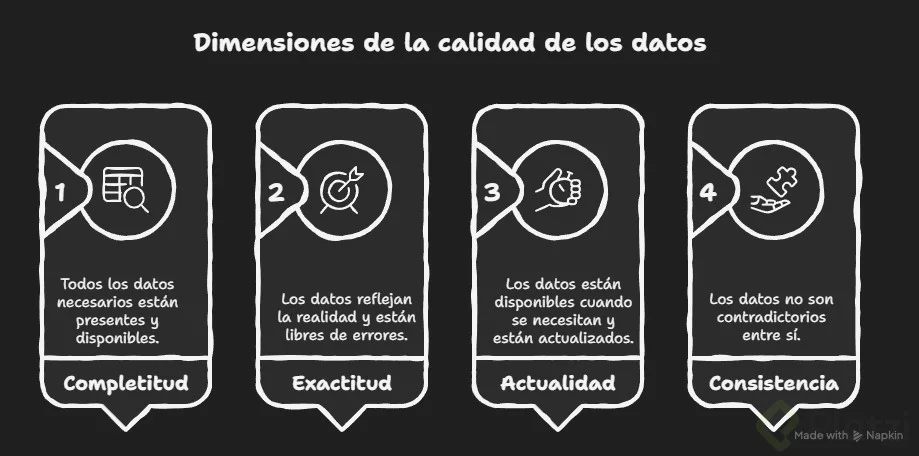 Dimensiones de la calidad de los datos
1
Todos los datos
necesarios están
presentes y
disponibles.
Completitud
2
Los datos reflejan
la realidad y están
libres de errores.
Exactitud
3
Los datos están
disponibles cuando
se necesitan y
están actualizados.
Actualidad
4
Los datos no son
contradictorios
entre sí.
Consistencia
Made with Napkin